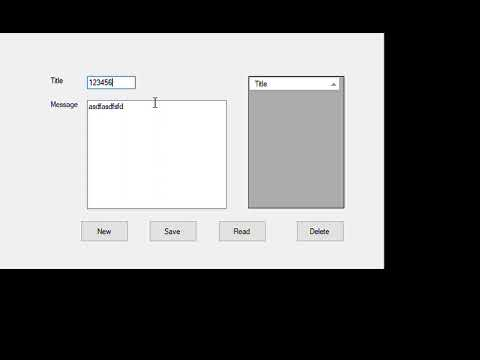 Title 123456 Title
Message asdfasdfsfd
New Save Read Delete